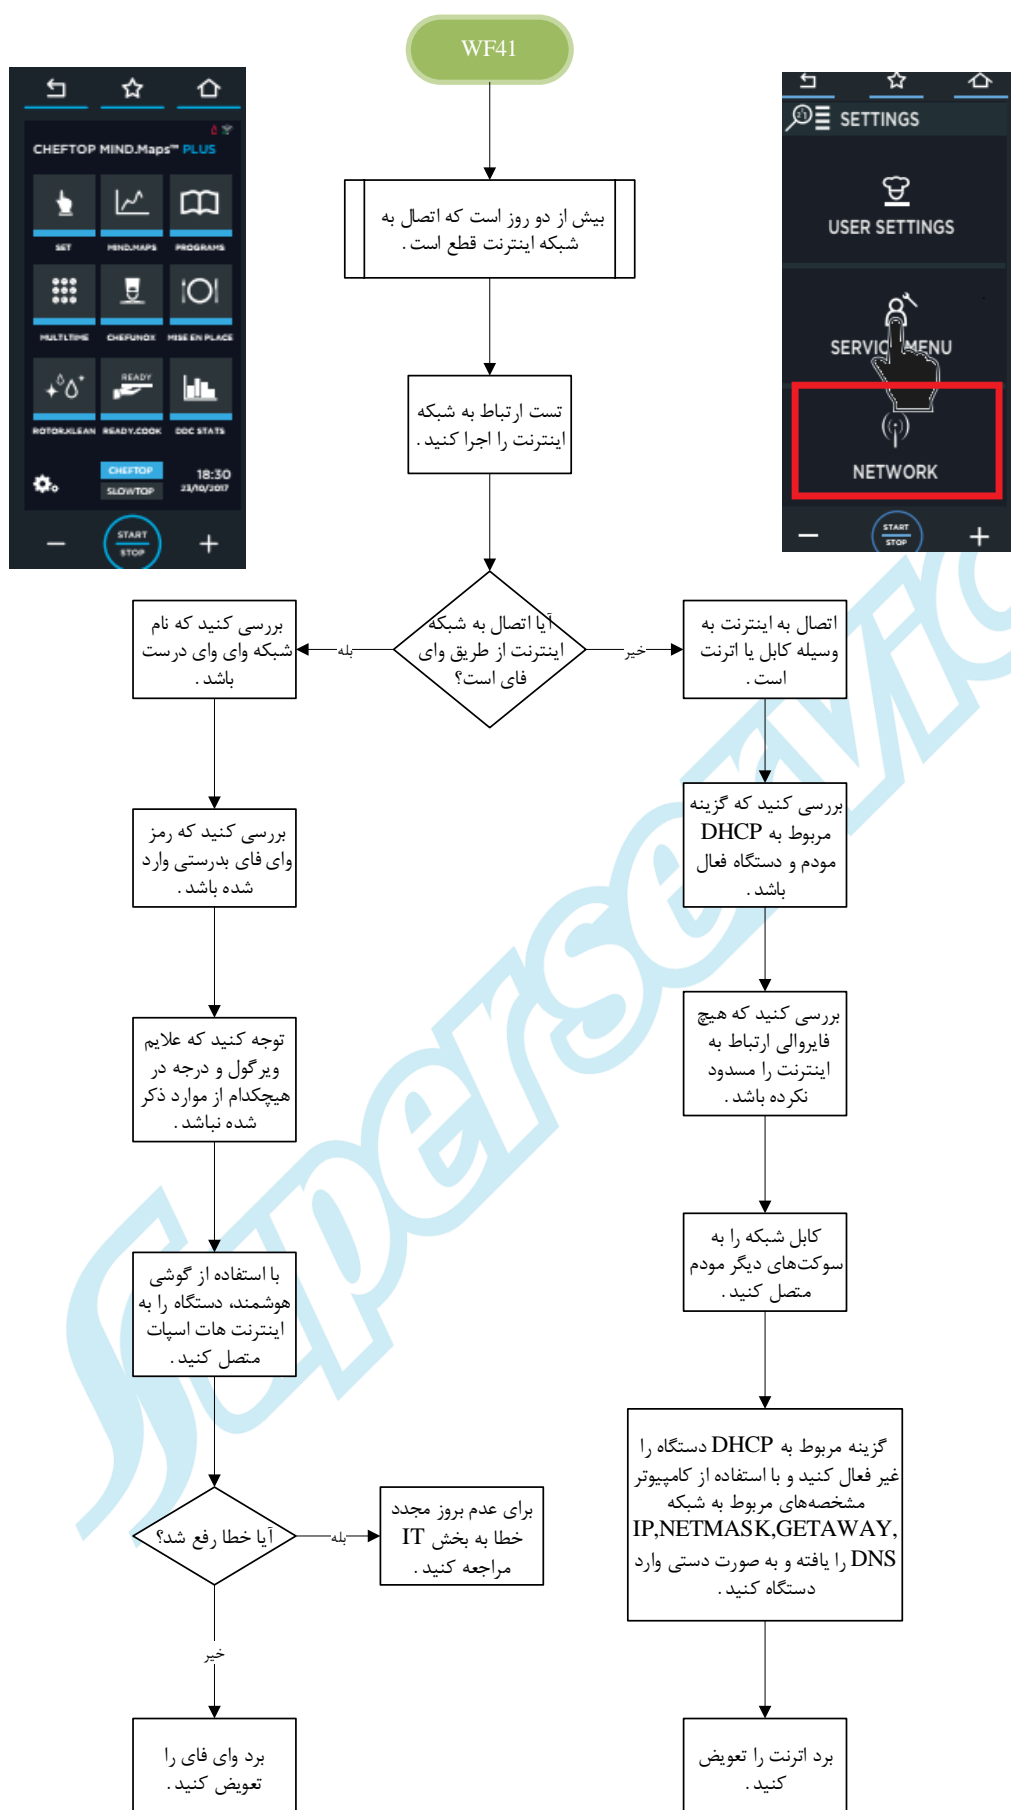 WF41
CHEFTOP MIND.Maps™ PLUS
SET
MIND.MAPS
PROGRAMS
MULTI.TIME
CHEFUNOX
MISE EN PLACE
READY
ROTOR.KLEAN
READY.COOK
DDC STATS
CHEFTOP
SLOWTOP
18:30
23/10/2017
START
STOP
SETTINGS
USER SETTINGS
SERVICE MENU
NETWORK
START
STOP
بیش از دو روز است که اتصال به
شبکه اینترنت قطع است .
تست ارتباط به شبکه
اینترنت را اجرا کنید .
آیا اتصال به شبکه
اینترنت از طریق وای
فای است؟
بله
خیر
بررسی کنید که نام
شبکه وای وای درست
باشد .
بررسی کنید که رمز
وای فای بدرستی وارد
شده باشد .
توجه کنید که علایم
ویرگول و درجه در
هیچکدام از موارد ذکر
شده نباشد .
با استفاده از گوشی
هوشمند، دستگاه را به
اینترنت هات اسپات
متصل کنید .
آیا خطا رفع شد؟
بله
برای عدم بروز مجدد
خطا به بخش IT
مراجعه کنید .
خیر
برد وای فای را
تعویض کنید .
اتصال به اینترنت به
وسیله کابل یا اترنت
است .
بررسی کنید که گزینه
مربوط به DHCP
مودم و دستگاه فعال
باشد .
بررسی کنید که هیچ
فایروالی ارتباط به
اینترنت را مسدود
نکرده باشد .
کابل شبکه را به
سوکت‌های دیگر مودم
متصل کنید .
گزینه مربوط به DHCP دستگاه را
غیر فعال کنید و با استفاده از کامپیوتر
مشخصه‌های مربوط به شبکه
IP,NETMASK,GETAWAY,
DNS را یافته و به صورت دستی وارد
دستگاه کنید .
برد اترنت را تعویض
کنید .